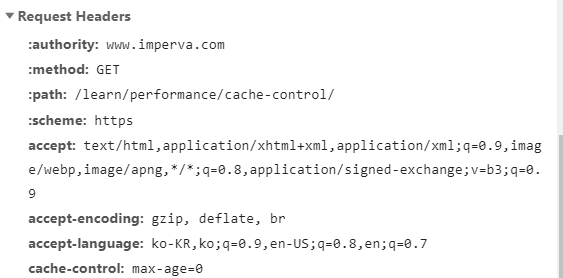 Request Headers
:authority: www.imperva.com
:method: GET
:path: /learn/performance/cache-control/
:scheme: https
accept: text/html,application/xhtml+xml,application/xml;q=0.9,imag
e/webp,image/apng,*/*;q=0.8,application/signed-exchange;v=b3;q=0.
9
accept-encoding: gzip, deflate, br
accept-language: ko-KR,ko;q=0.9,en-US;q=0.8,en;q=0.7
cache-control: max-age=0